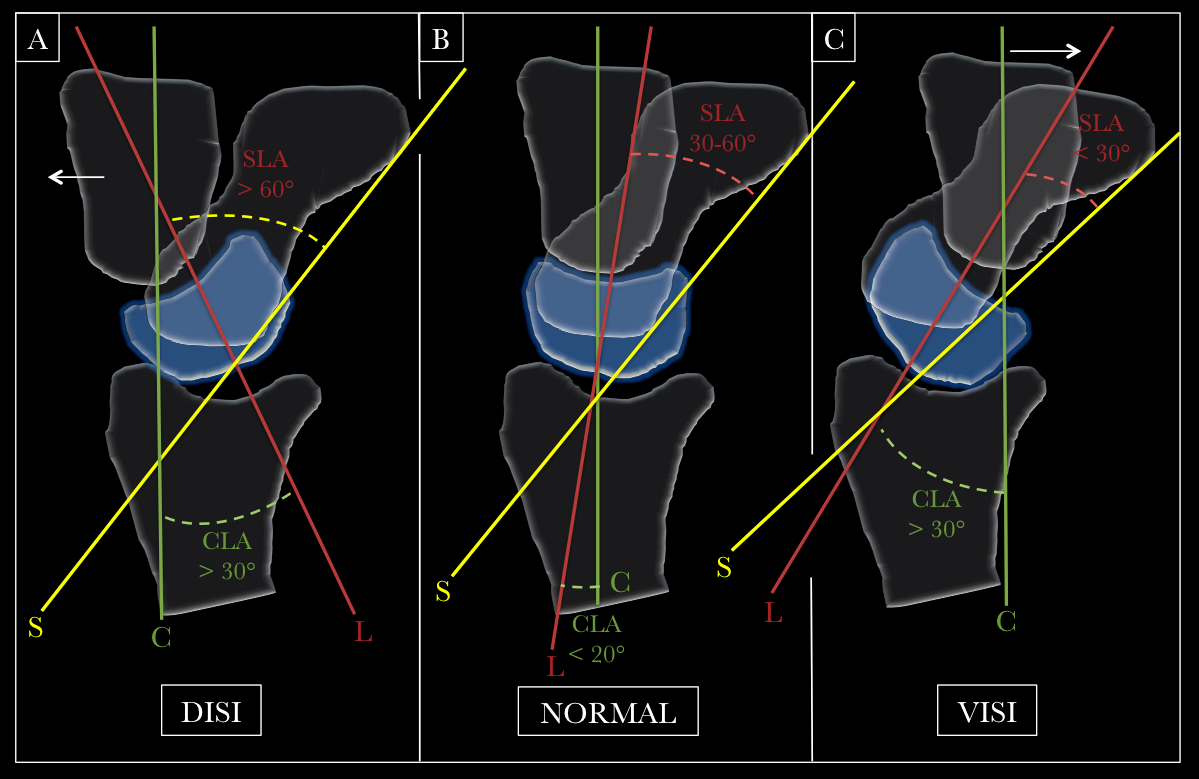 A
SLA
> 60°
CLA
> 30°
S
C
L
DISI
B
SLA
30-60°
S
C
CLA
< 20°
L
NORMAL
C
SLA
< 30°
CLA
> 30°
S
L
C
VISI